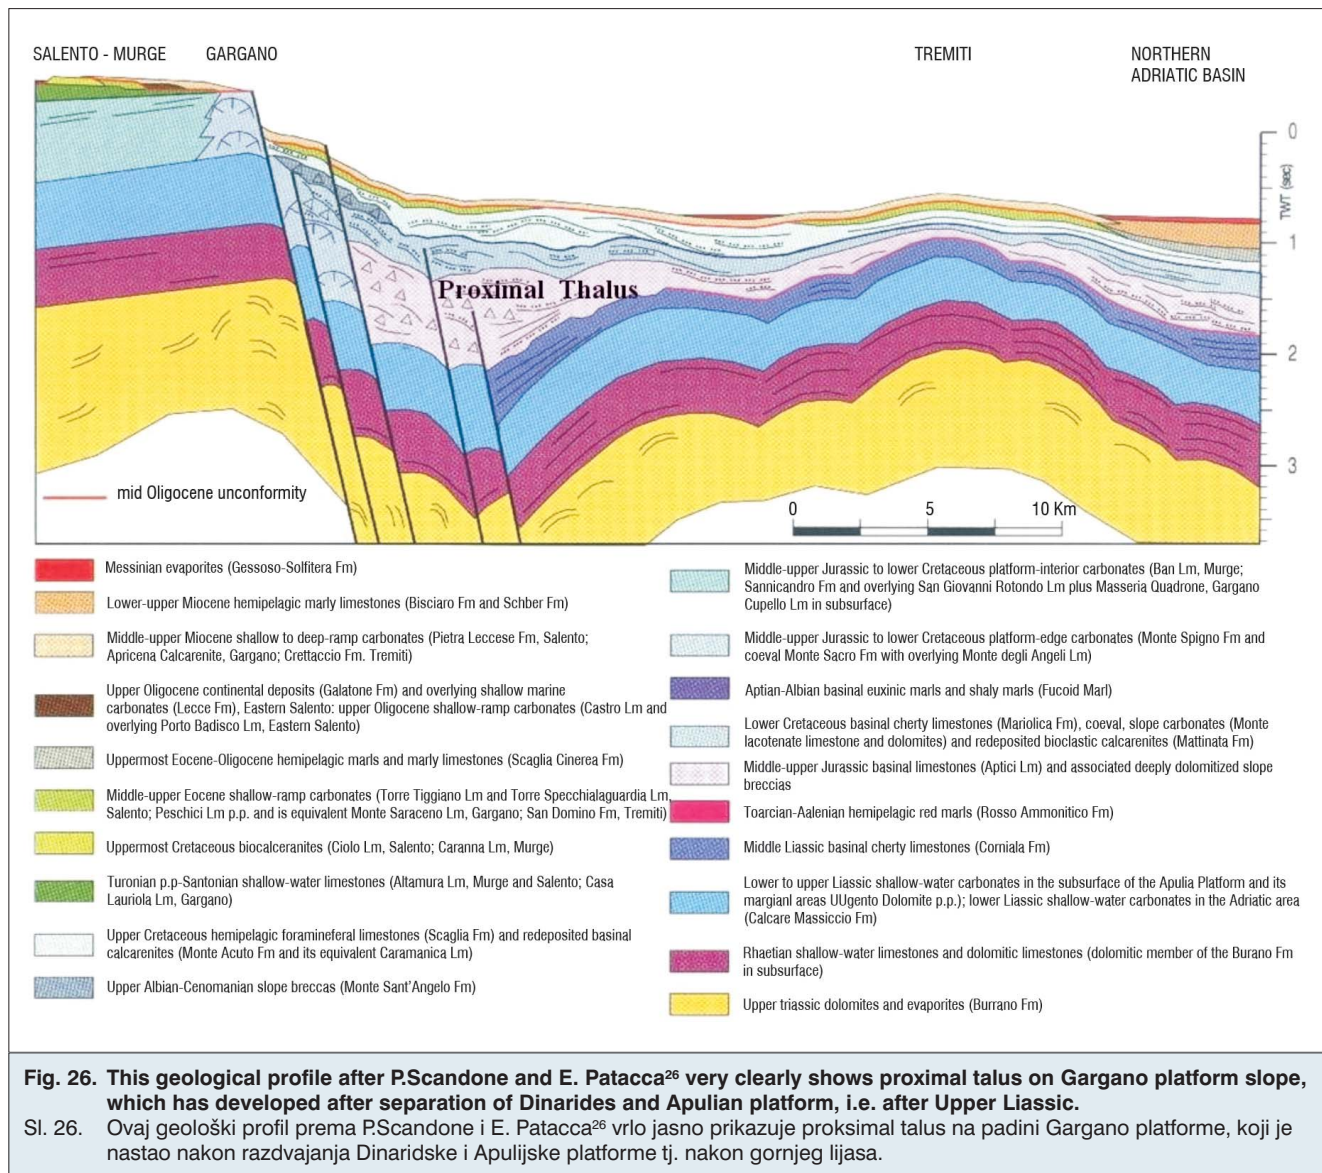 SALENTO - MURGE GARGANO TREMITI NORTHERN
ADRIATIC BASIN
0
TWT (sec)
1
Proximal Thalus
2
3
mid Oligocene unconformity
0 5 10 Km
Messinian evaporites (Gessoso-Solfitera Fm)
Lower-upper Miocene hemipelagic marly limestones (Bisciaro Fm and Schber Fm)
Middle-upper Miocene shallow to deep-ramp carbonates (Pietra Leccese Fm, Salento;
Apricena Calcarenite, Gargano; Crettaccio Fm. Tremiti)
Upper Oligocene continental deposits (Galatone Fm) and overlying shallow marine
carbonates (Lecce Fm), Eastern Salento: upper Oligocene shallow-ramp carbonates (Castro Lm and
overlying Porto Badisco Lm, Eastern Salento)
Uppermost Eocene-Oligocene hemipelagic marls and marly limestones (Scaglia Cinerea Fm)
Middle-upper Eocene shallow-ramp carbonates (Torre Tiggiano Lm and Torre Specchialaguardia Lm,
Salento; Peschici Lm p.p. and is equivalent Monte Saraceno Lm, Gargano; San Domino Fm, Tremiti)
Uppermost Cretaceous biocalceranites (Ciolo Lm, Salento; Caranna Lm, Murge)
Turonian p.p-Santonian shallow-water limestones (Altamura Lm, Murge and Salento; Casa
Lauriola Lm, Gargano)
Upper Cretaceous hemipelagic foramineferal limestones (Scaglia Fm) and redeposited basinal
calcarenites (Monte Acuto Fm and its equivalent Caramanica Lm)
Upper Albian-Cenomanian slope breccas (Monte Sant'Angelo Fm)
Middle-upper Jurassic to lower Cretaceous platform-interior carbonates (Ban Lm, Murge;
Sannicandro Fm and overlying San Giovanni Rotondo Lm plus Masseria Quadrone, Gargano
Cupello Lm in subsurface)
Middle-upper Jurassic to lower Cretaceous platform-edge carbonates (Monte Spigno Fm and
coeval Monte Sacro Fm with overlying Monte degli Angeli Lm)
Aptian-Albian basinal euxinic marls and shaly marls (Fucoid Marl)
Lower Cretaceous basinal cherty limestones (Mariolica Fm), coeval, slope carbonates (Monte
lacotenate limestone and dolomites) and redeposited bioclastic calcarenites (Mattinata Fm)
Middle-upper Jurassic basinal limestones (Aptici Lm) and associated deeply dolomitized slope
breccias
Toarcian-Aalenian hemipelagic red marls (Rosso Ammonitico Fm)
Middle Liassic basinal cherty limestones (Corniala Fm)
Lower to upper Liassic shallow-water carbonates in the subsurface of the Apulia Platform and its
margianl areas UUgento Dolomite p.p.); lower Liassic shallow-water carbonates in the Adriatic area
(Calcare Massiccio Fm)
Rhaetian shallow-water limestones and dolomitic limestones (dolomitic member of the Burano Fm
in subsurface)
Upper triassic dolomites and evaporites (Burrano Fm)
Fig. 26. This geological profile after P.Scandone and E. Patacca²⁶ very clearly shows proximal talus on Gargano platform slope,
which has developed after separation of Dinarides and Apulian platform, i.e. after Upper Liassic.
Sl. 26. Ovaj geološki profil prema P.Scandone i E. Patacca²⁶ vrlo jasno prikazuje proksimal talus na padini Gargano platforme, koji je
nastao nakon razdvajanja Dinaridske i Apulijske platforme tj. nakon gornjeg lijasa.